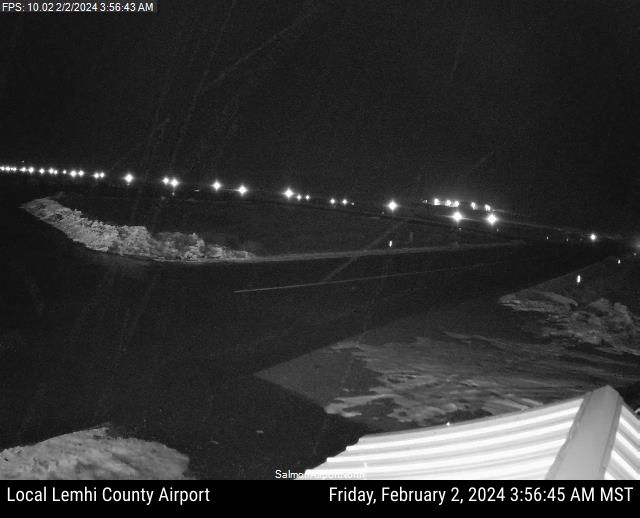 FPS: 10.02 2/2/2024 3:56:43 AM
Local Lemhi County Airport
Friday, February 2, 2024 3:56:45 AM MST